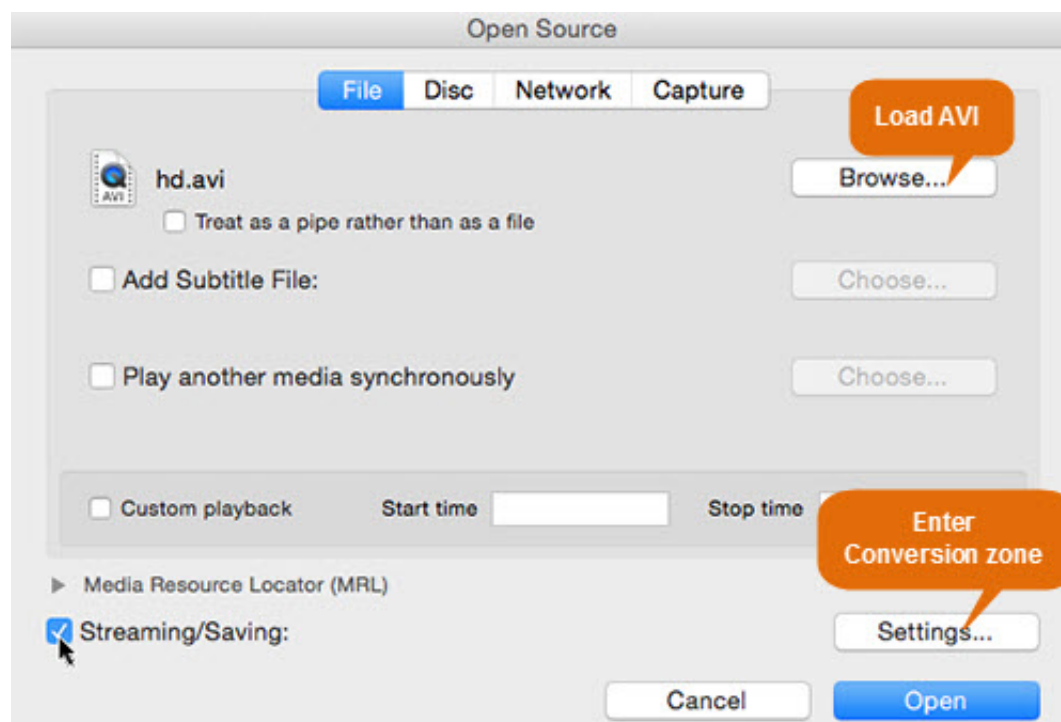 Open Source
File Disc Network Capture
Load AVI
AVI
hd.avi
Browse...
Treat as a pipe rather than as a file
Add Subtitle File:
Choose...
Play another media synchronously
Choose...
Custom playback
Start time
Stop time
Enter
Conversion zone
Media Resource Locator (MRL)
Streaming/Saving:
Settings...
Cancel
Open